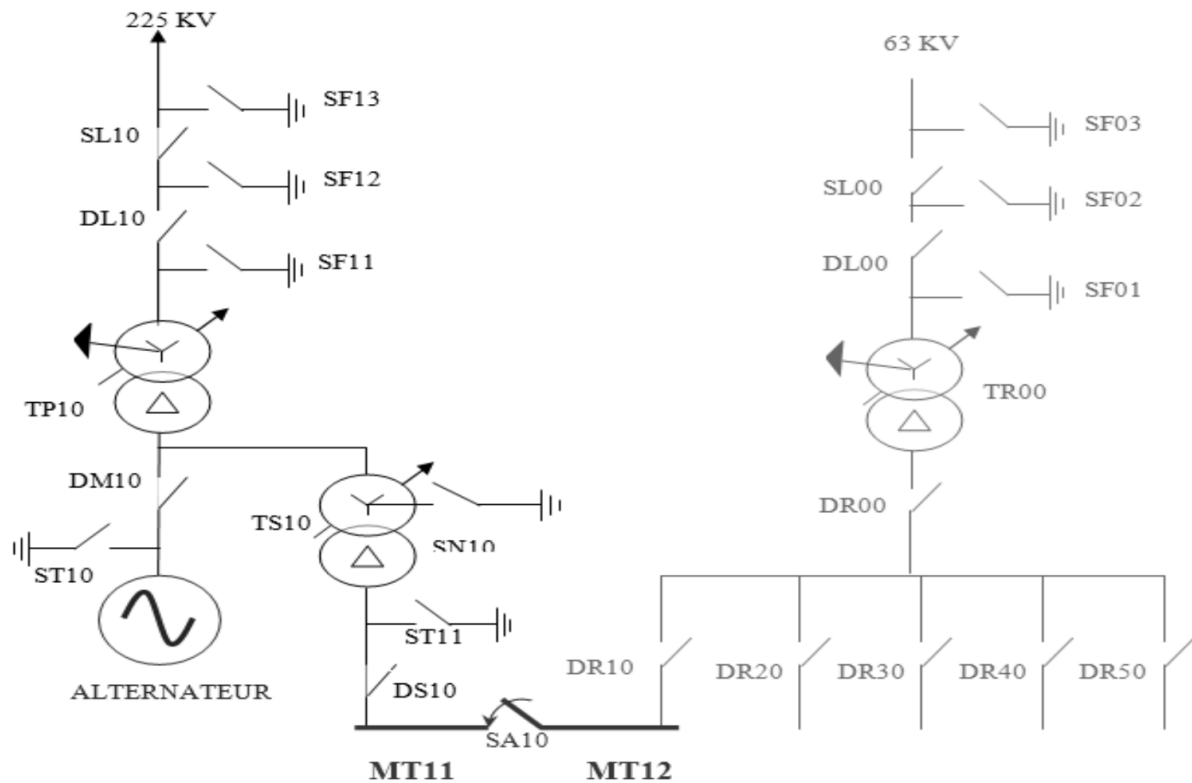 225 KV
63 KV
SF13
SF03
SL10
SF12
SL00
SF02
DL10
SF11
DL00
SF01
TP10
TR00
DM10
TS10
SN10
DR00
ST10
ST11
DR10
DR20
DR30
DR40
DR50
ALTERNATEUR
DS10
SA10
MT11
MT12